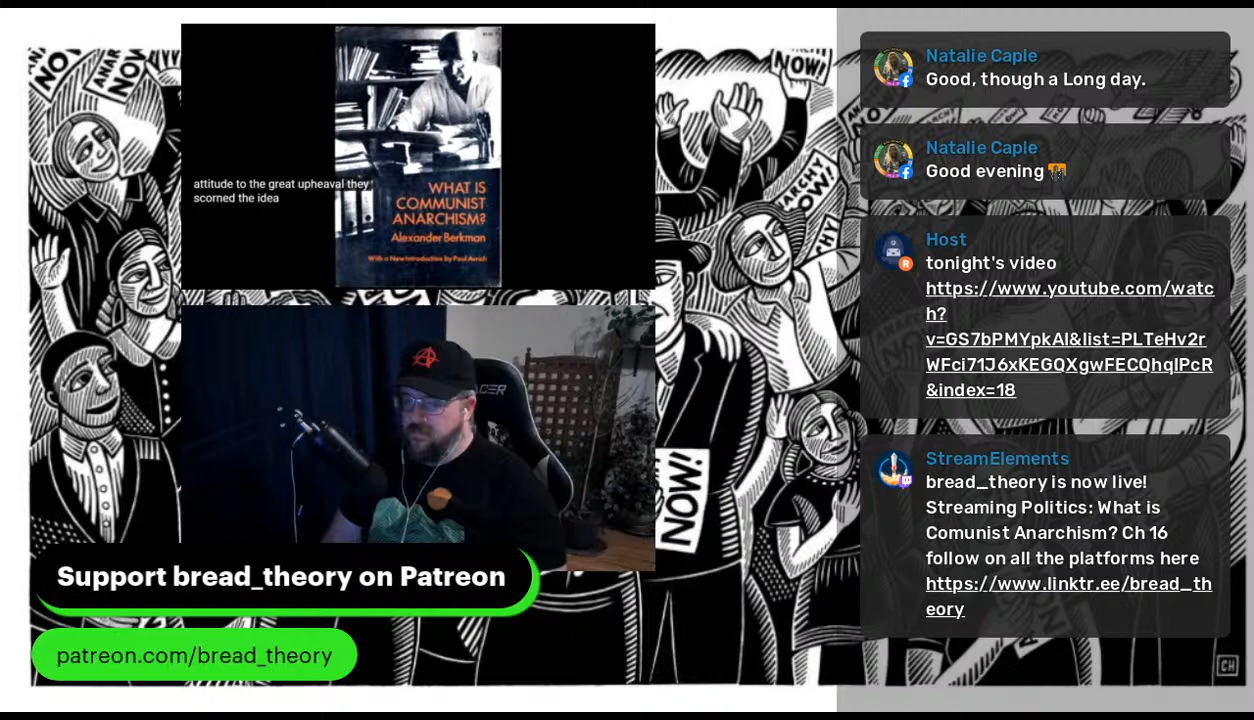 NOW!
attitude to the great upheaval they
scorned the idea
WHAT IS
COMMUNIST
ANARCHISM?
Alexander Berkman
With a New Introduction by Paul Avrich
NOW!
ANARCHY
NOW!
NOW!
Support bread_theory on Patreon
patreon.com/bread_theory
Natalie Caple
Good, though a Long day.
Natalie Caple
Good evening
Host
tonight's video
https://www.youtube.com/watc
h?
v=GS7bPMYpkAI&list=PLTeHv2r
WFci71J6xKEGQXgwFECQhqlPcR
&index=18
StreamElements
bread_theory is now live!
Streaming Politics: What is
Comunist Anarchism? Ch 16
follow on all the platforms here
https://www.linktr.ee/bread_th
eory
CH